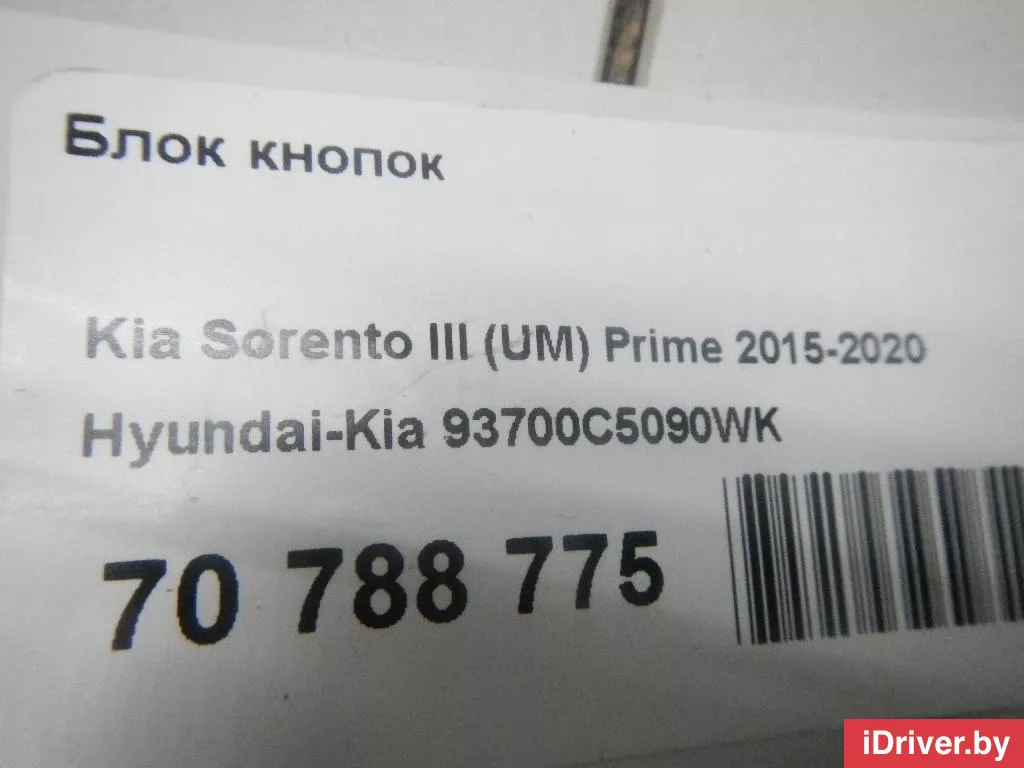 Блок кнопок
Kia Sorento III (UM) Prime 2015-2020
Hyundai-Kia 93700C5090WK
70 788 775
iDriver.by